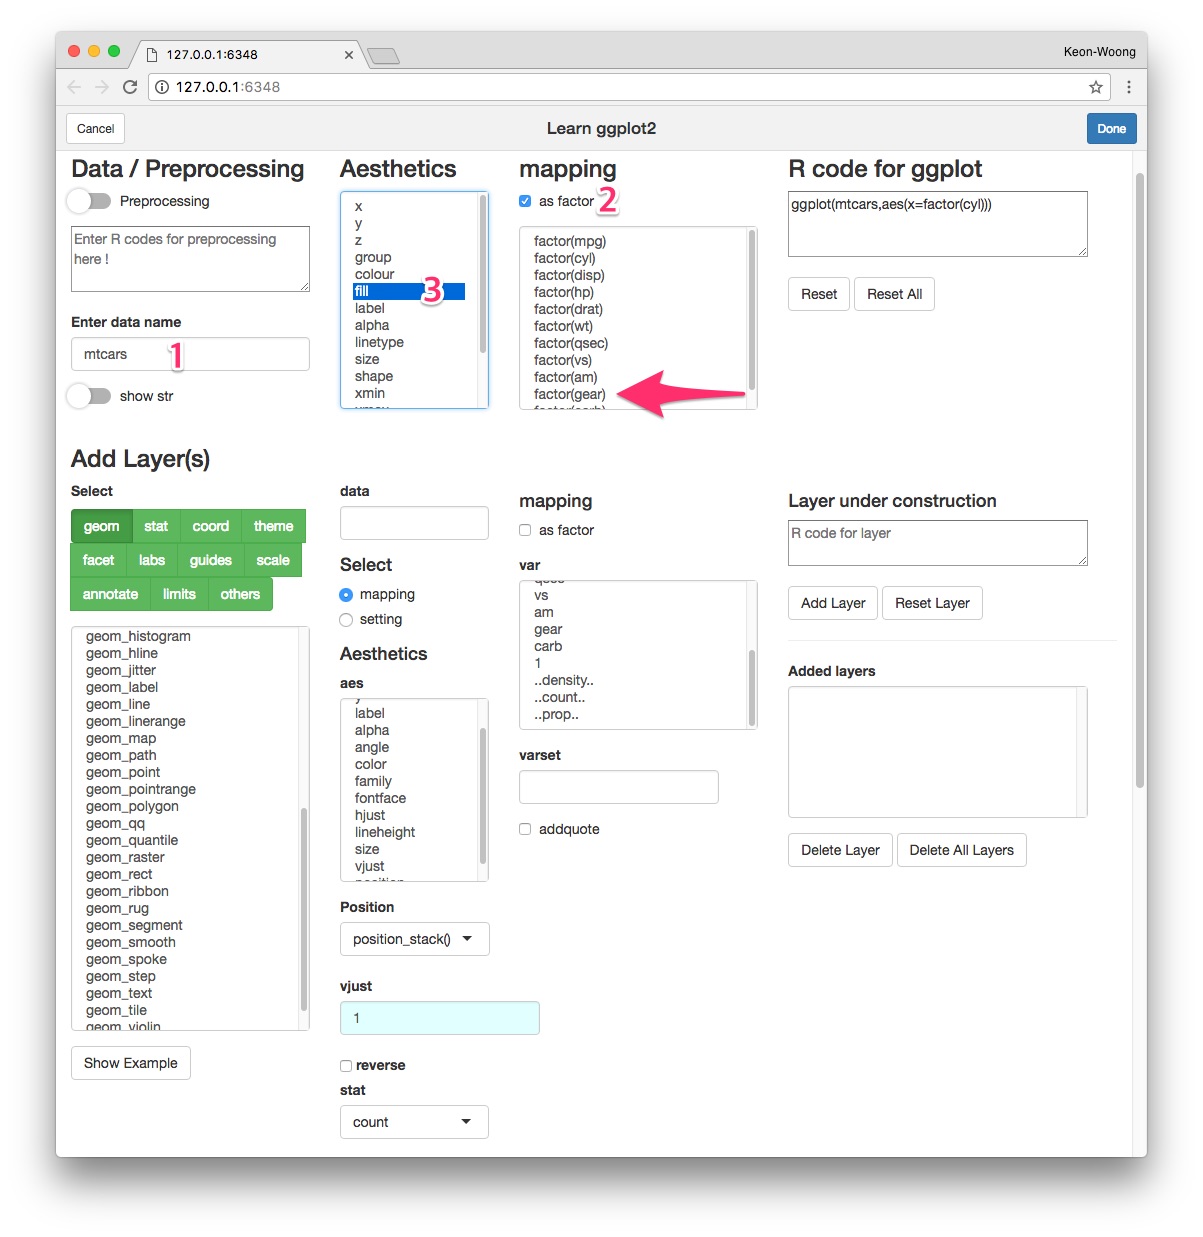 127.0.0.1:6348
Keon-Woong
127.0.0.1:6348
Cancel
Learn ggplot2
Done
Data / Preprocessing
Preprocessing
Enter R codes for preprocessing
here !
Enter data name
mtcars
1
show str
Aesthetics
x
y
z
group
colour
fill
3
label
alpha
linetype
size
shape
xmin
mapping
as factor
2
factor(mpg)
factor(cyl)
factor(disp)
factor(hp)
factor(drat)
factor(wt)
factor(qsec)
factor(vs)
factor(am)
factor(gear)
factor(carb)
R code for ggplot
ggplot(mtcars,aes(x=factor(cyl)))
Reset
Reset All
Add Layer(s)
Select
geom
stat
coord
theme
facet
labs
guides
scale
annotate
limits
others
geom_histogram
geom_hline
geom_jitter
geom_label
geom_line
geom_linerange
geom_map
geom_path
geom_point
geom_pointrange
geom_polygon
geom_qq
geom_quantile
geom_raster
geom_rect
geom_ribbon
geom_rug
geom_segment
geom_smooth
geom_spoke
geom_step
geom_text
geom_tile
geom_violin
Show Example
data
Select
mapping
setting
Aesthetics
aes
y
label
alpha
angle
color
family
fontface
hjust
lineheight
size
vjust
position
Position
position_stack()
vjust
1
reverse
stat
count
mapping
as factor
var
qsec
vs
am
gear
carb
1
..density..
..count..
..prop..
varset
addquote
Layer under construction
R code for layer
Add Layer
Reset Layer
Added layers
Delete Layer
Delete All Layers